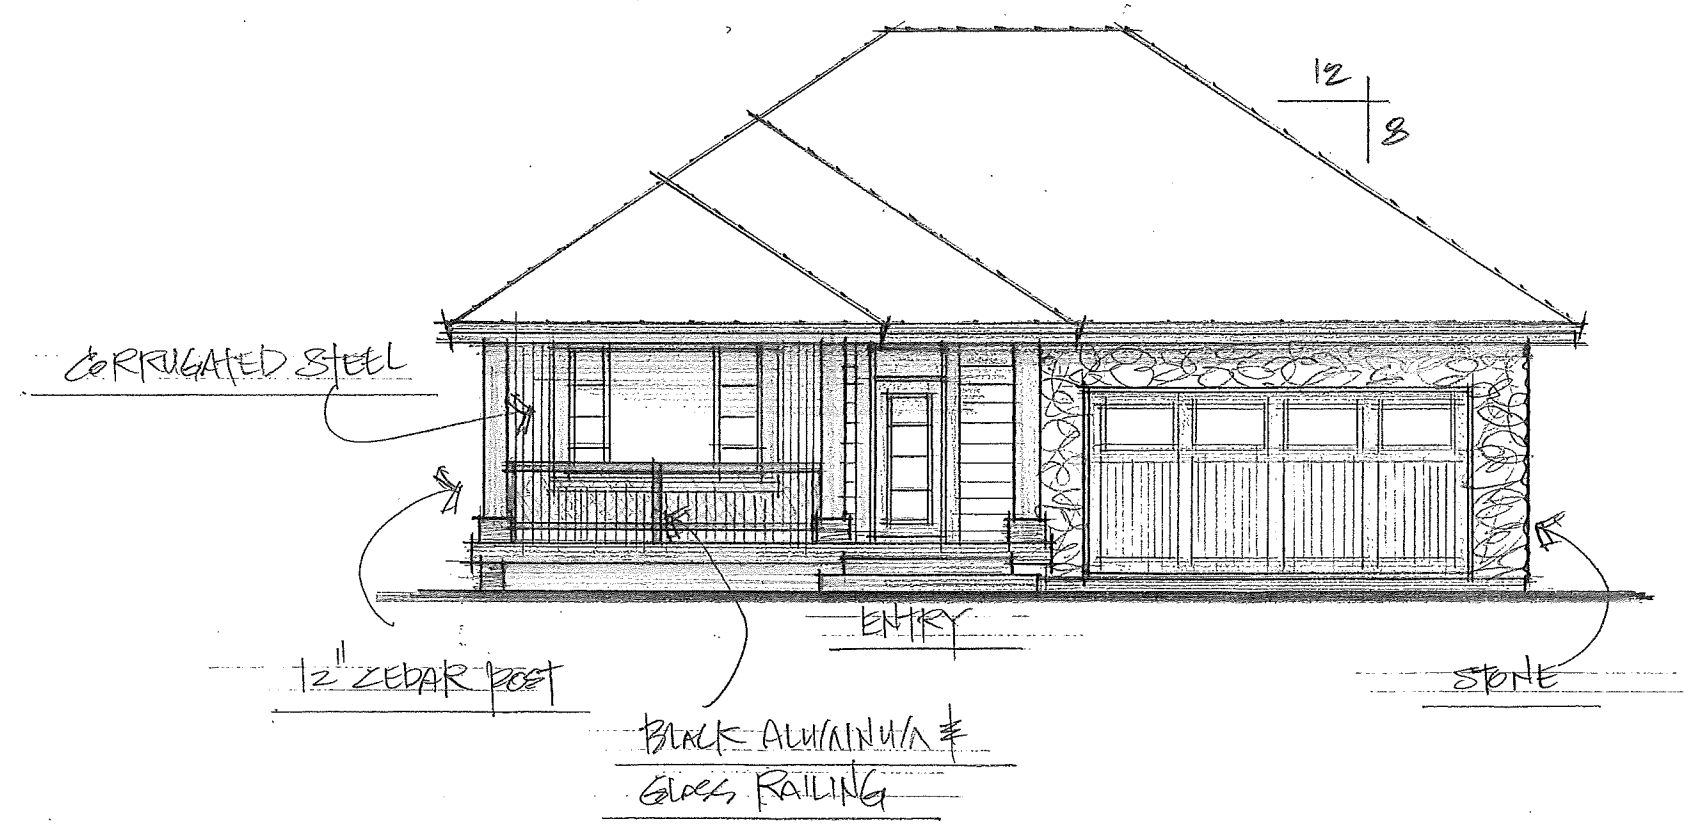 12
8
CORRUGATED STEEL
ENTRY
12" CEDAR POST
STONE
BLACK ALUMINUM &
GLASS RAILING